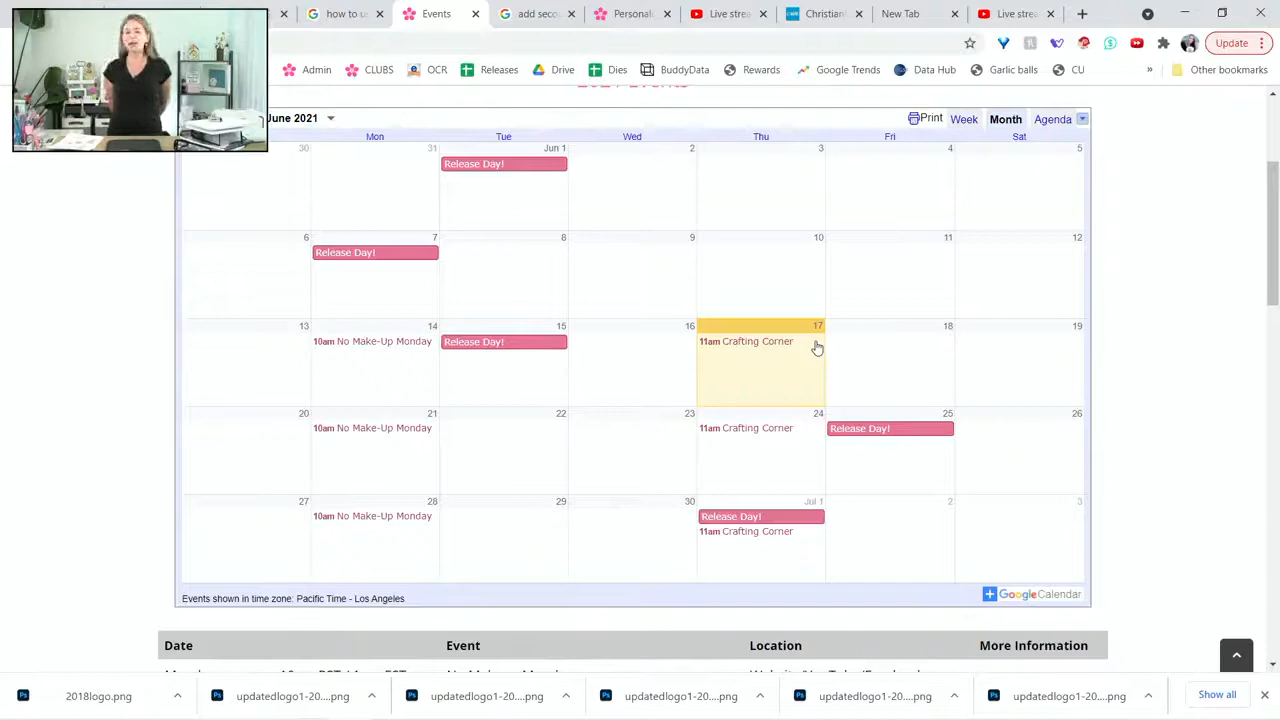 how to u
Events
add seco
Personali
Live strea
Christine
New Tab
Live strea
Update
Admin
CLUBS
OCR
Releases
Drive
Dies
BuddyData
Rewards
Google Trends
Data Hub
Garlic balls
CU
»
Other bookmarks
June 2021
Print Week Month Agenda
Mon Tue Wed Thu Fri Sat
30 31 Jun 1 2 3 4 5
Release Day!
6 7 8 9 10 11 12
Release Day!
13 14 15 16 17 18 19
10am No Make-Up Monday
Release Day!
11am Crafting Corner
20 21 22 23 24 25 26
10am No Make-Up Monday
11am Crafting Corner
Release Day!
27 28 29 30 Jul 1 2 3
10am No Make-Up Monday
Release Day!
11am Crafting Corner
Events shown in time zone: Pacific Time - Los Angeles
GoogleCalendar
Date Event Location More Information
2018logo.png
updatedlogo1-20....png
updatedlogo1-20....png
updatedlogo1-20....png
updatedlogo1-20....png
updatedlogo1-20....png
Show all